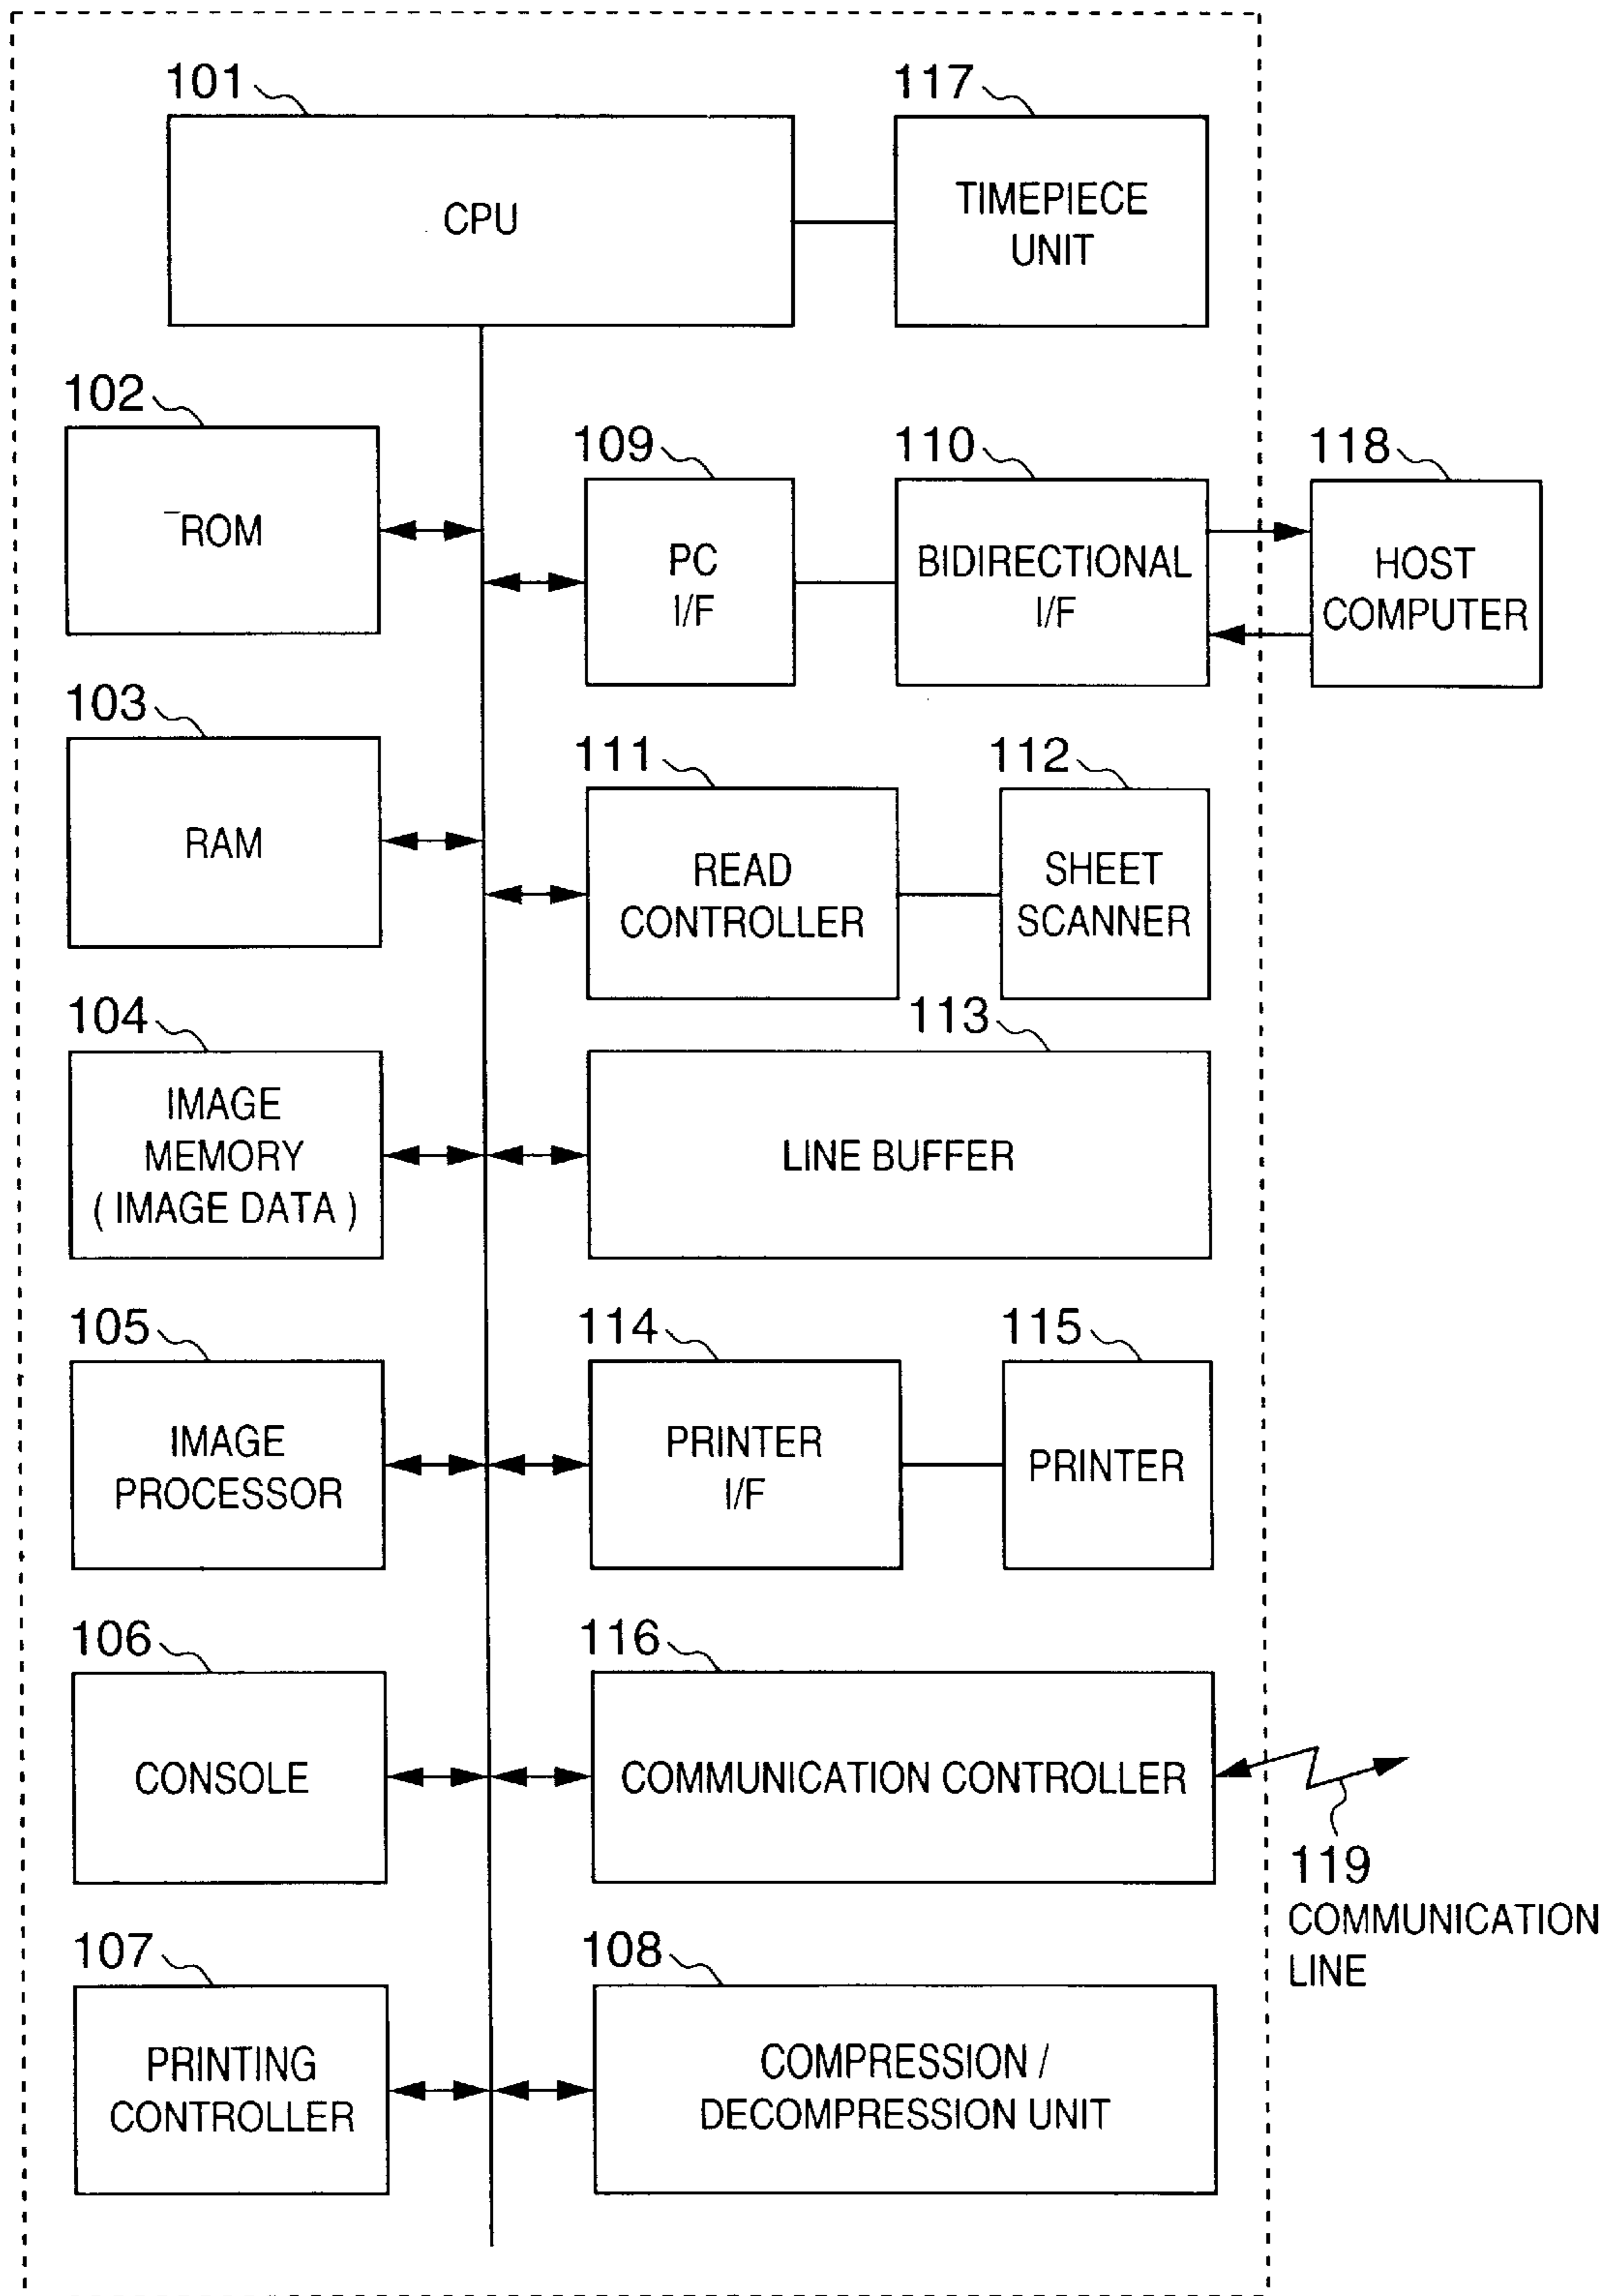 101
117
CPU
TIMEPIECE
UNIT
102
109
110
118
ROM
PC
I/F
BIDIRECTIONAL
I/F
HOST
COMPUTER
103
111
112
RAM
READ
CONTROLLER
SHEET
SCANNER
104
113
IMAGE
MEMORY
( IMAGE DATA )
LINE BUFFER
105
114
115
IMAGE
PROCESSOR
PRINTER
I/F
PRINTER
106
116
CONSOLE
COMMUNICATION CONTROLLER
119
COMMUNICATION
LINE
107
108
PRINTING
CONTROLLER
COMPRESSION /
DECOMPRESSION UNIT